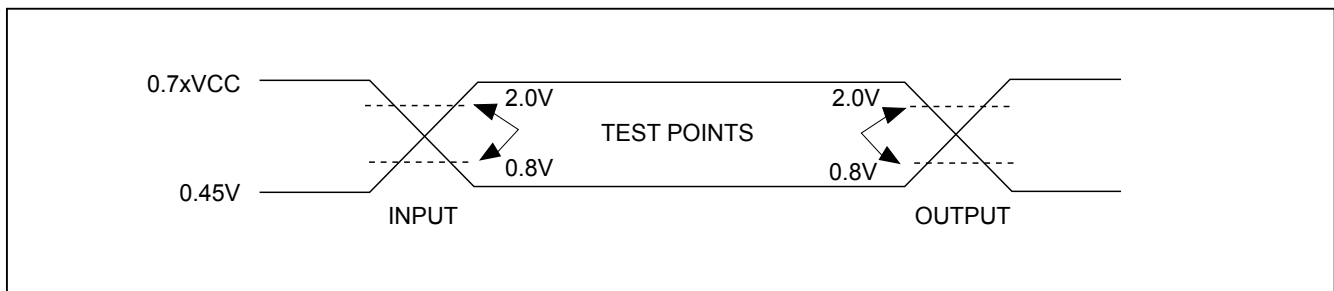 0.7xVCC
2.0V
2.0V
TEST POINTS
0.8V
0.8V
0.45V
INPUT
OUTPUT